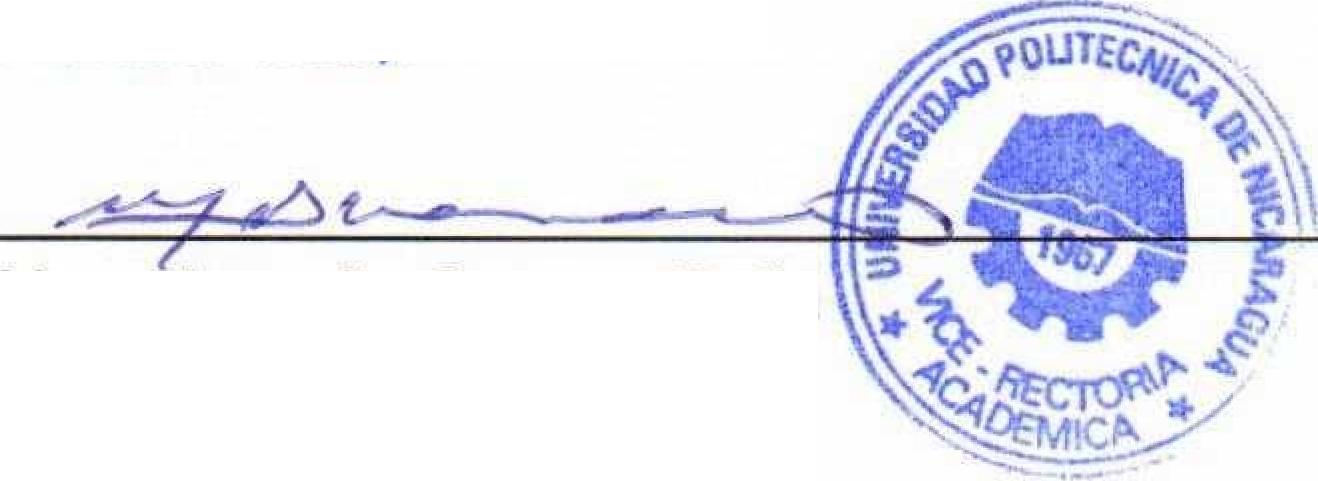 UNIVERSIDAD POLITECNICA DE NICARAGUA
1967
VICE - RECTORIA
ACADEMICA